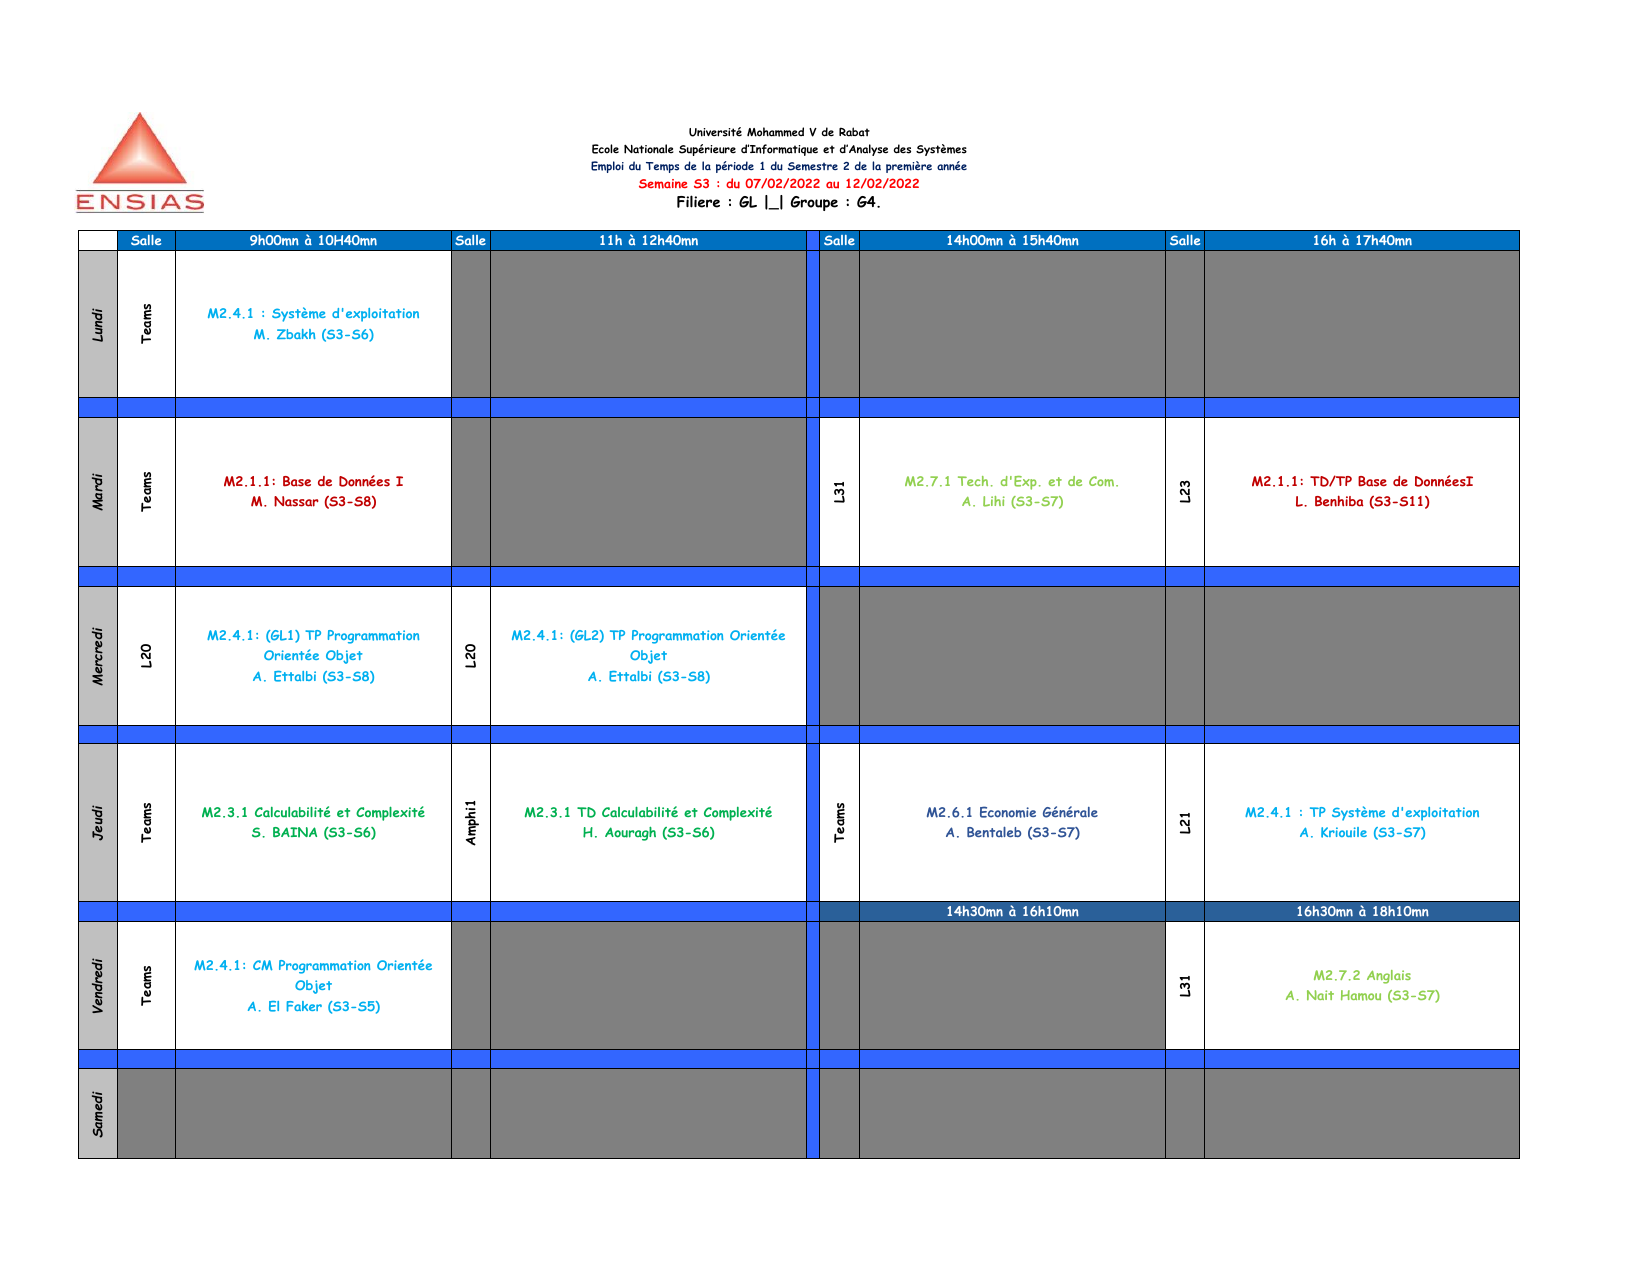 ENSIAS
Université Mohammed V de Rabat
Ecole Nationale Supérieure d'Informatique et d'Analyse des Systèmes
Emploi du Temps de la période 1 du Semestre 2 de la première année
Semaine S3 : du 07/02/2022 au 12/02/2022
Filiere : GL |_| Groupe : G4.
Salle
9h00mn à 10H40mn
Salle
11h à 12h40mn
Salle
14h00mn à 15h40mn
Salle
16h à 17h40mn
Lundi
Teams
M2.4.1 : Système d'exploitation
M. Zbakh (S3-S6)
Mardi
Teams
M2.1.1: Base de Données I
M. Nassar (S3-S8)
L31
M2.7.1 Tech. d'Exp. et de Com.
A. Lihi (S3-S7)
L23
M2.1.1: TD/TP Base de DonnéesI
L. Benhiba (S3-S11)
Mercredi
L20
M2.4.1: (GL1) TP Programmation
Orientée Objet
A. Ettalbi (S3-S8)
L20
M2.4.1: (GL2) TP Programmation Orientée
Objet
A. Ettalbi (S3-S8)
Jeudi
Teams
M2.3.1 Calculabilité et Complexité
S. BAINA (S3-S6)
Amphi1
M2.3.1 TD Calculabilité et Complexité
H. Aouragh (S3-S6)
Teams
M2.6.1 Economie Générale
A. Bentaleb (S3-S7)
L21
M2.4.1 : TP Système d'exploitation
A. Kriouile (S3-S7)
14h30mn à 16h10mn
16h30mn à 18h10mn
Vendredi
Teams
M2.4.1: CM Programmation Orientée
Objet
A. El Faker (S3-S5)
L31
M2.7.2 Anglais
A. Nait Hamou (S3-S7)
Samedi